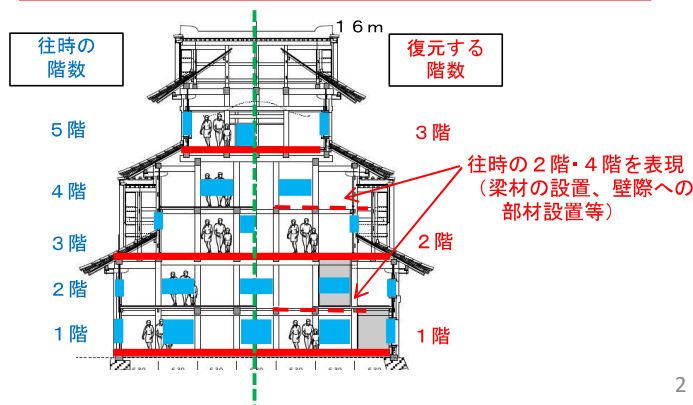 16m
往時の
階数
復元する
階数
5階
3階
4階
往時の2階・4階を表現
(梁材の設置、壁際への
部材設置等)
3階
2階
2階
1階
1階
2